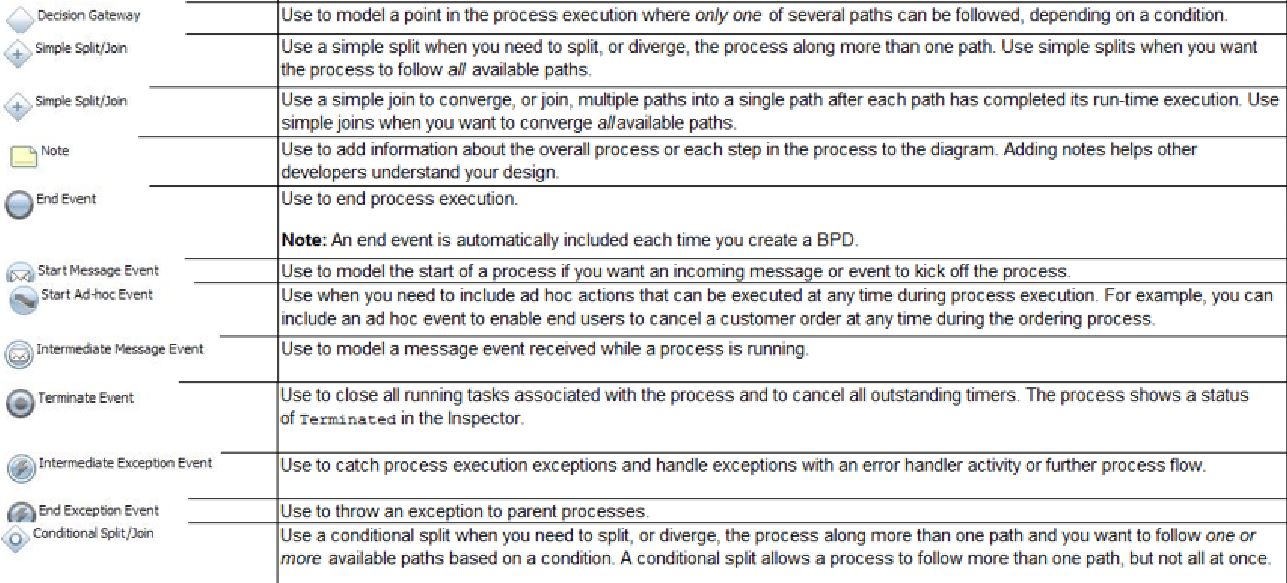 Decision Gateway
Use to model a point in the process execution where only one of several paths can be followed, depending on a condition.
Simple Split/Join
Use a simple split when you need to split, or diverge, the process along more than one path. Use simple splits when you want
the process to follow all available paths.
Simple Split/Join
Use a simple join to converge, or join, multiple paths into a single path after each path has completed its run-time execution. Use
simple joins when you want to converge allavailable paths.
Note
Use to add information about the overall process or each step in the process to the diagram. Adding notes helps other
developers understand your design.
End Event
Use to end process execution.
Note: An end event is automatically included each time you create a BPD.
Start Message Event
Use to model the start of a process if you want an incoming message or event to kick off the process.
Start Ad-hoc Event
Use when you need to include ad hoc actions that can be executed at any time during process execution. For example, you can
include an ad hoc event to enable end users to cancel a customer order at any time during the ordering process.
Intermediate Message Event
Use to model a message event received while a process is running.
Terminate Event
Use to close all running tasks associated with the process and to cancel all outstanding timers. The process shows a status
of Terminated in the Inspector.
Intermediate Exception Event
Use to catch process execution exceptions and handle exceptions with an error handler activity or further process flow.
End Exception Event
Use to throw an exception to parent processes.
Conditional Split/Join
Use a conditional split when you need to split, or diverge, the process along more than one path and you want to follow one or
more available paths based on a condition. A conditional split allows a process to follow more than one path, but not all at once.